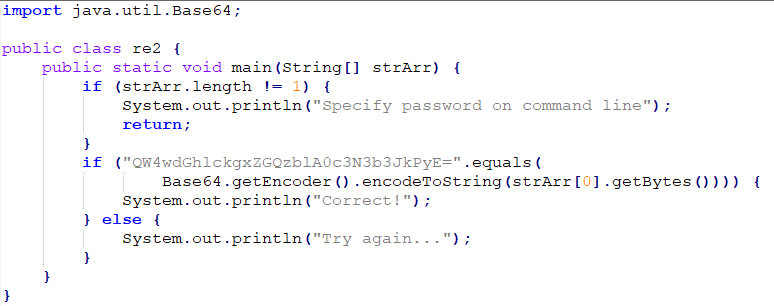 import java.util.Base64;
public class re2 {
public static void main(String[] strArr) {
if (strArr.length != 1) {
System.out.println("Specify password on command line");
return;
}
if ("QW4wdGhlckgxZGQzblA0c3N3b3JkPyE=".equals(
Base64.getEncoder().encodeToString(strArr[0].getBytes()))) {
System.out.println("Correct!");
} else {
System.out.println("Try again...");
}
}
}